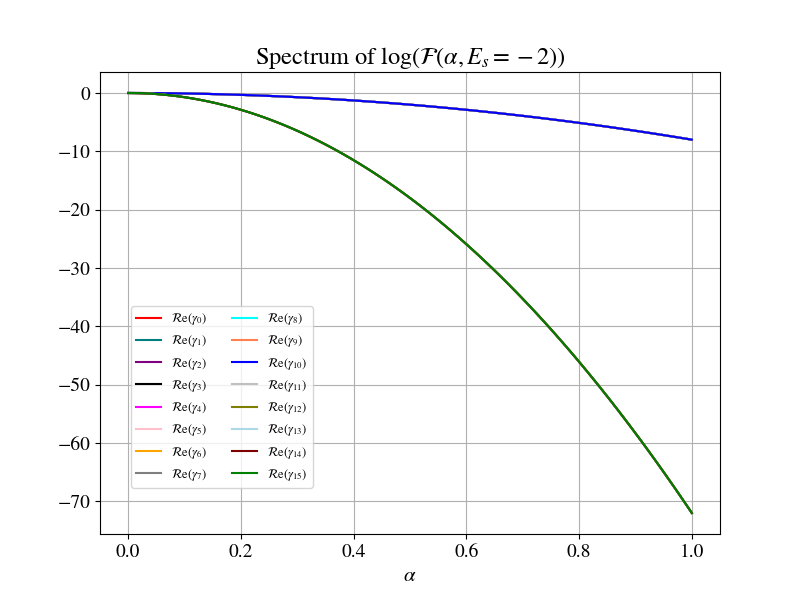 Spectrum of log(ℱ(α, E_s = −2))
0
−10
−20
−30
−40
−50
−60
−70
ℛe(γ₀)
ℛe(γ₁)
ℛe(γ₂)
ℛe(γ₃)
ℛe(γ₄)
ℛe(γ₅)
ℛe(γ₆)
ℛe(γ₇)
ℛe(γ₈)
ℛe(γ₉)
ℛe(γ₁₀)
ℛe(γ₁₁)
ℛe(γ₁₂)
ℛe(γ₁₃)
ℛe(γ₁₄)
ℛe(γ₁₅)
0.0 0.2 0.4 0.6 0.8 1.0
α